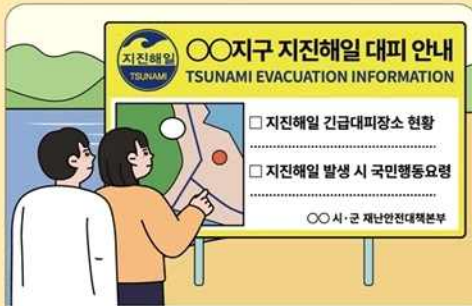 지진해일
TSUNAMI
○○지구 지진해일 대피 안내
TSUNAMI EVACUATION INFORMATION
□ 지진해일 긴급대피장소 현황
□ 지진해일 발생 시 국민행동요령
○○ 시·군 재난안전대책본부